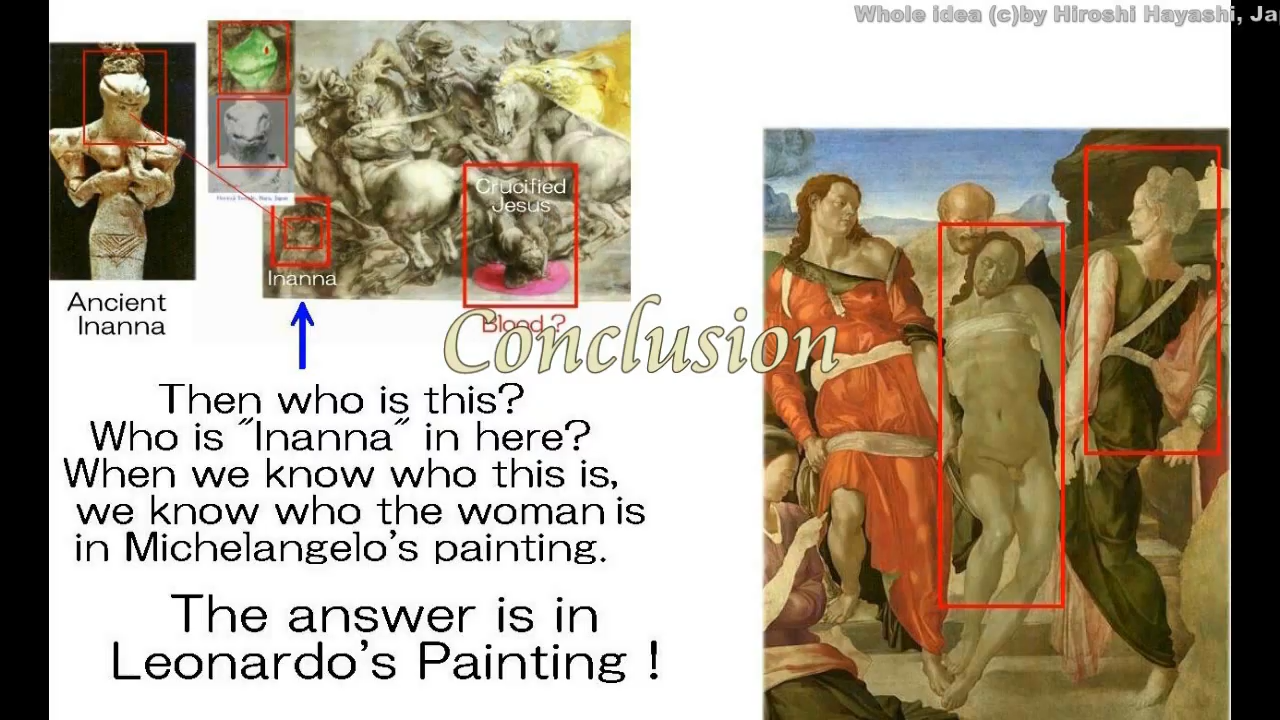 Whole idea (c)by Hiroshi Hayashi, Ja
Crucified
Jesus
Inanna
Blood ?
Ancient
Inanna
Conclusion
Then who is this?
Who is "Inanna" in here?
When we know who this is,
we know who the woman is
in Michelangelo's painting.
The answer is in
Leonardo's Painting !